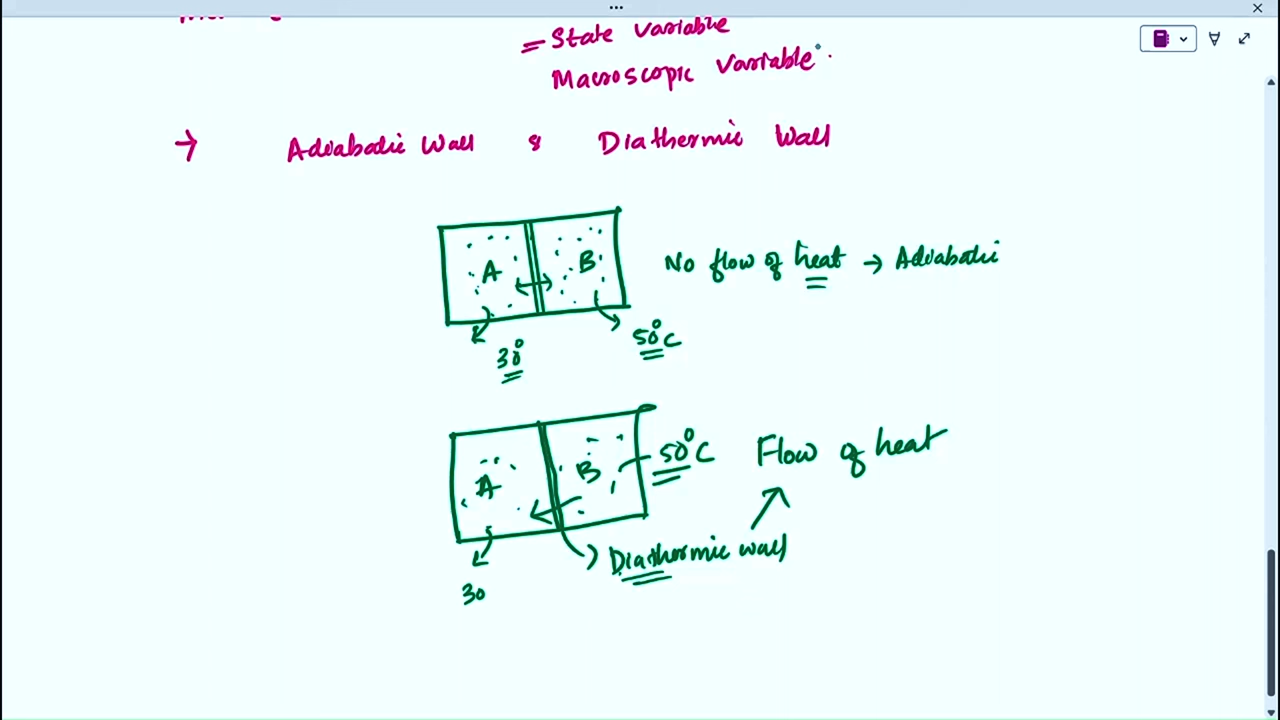 = State Variable
Macroscopic Variable.
→ Adiabatic Wall & Diathermic Wall
A B No flow of heat → Adiabatic
30° 50°C
A B 50°C Flow of heat
Diathermic wall
30